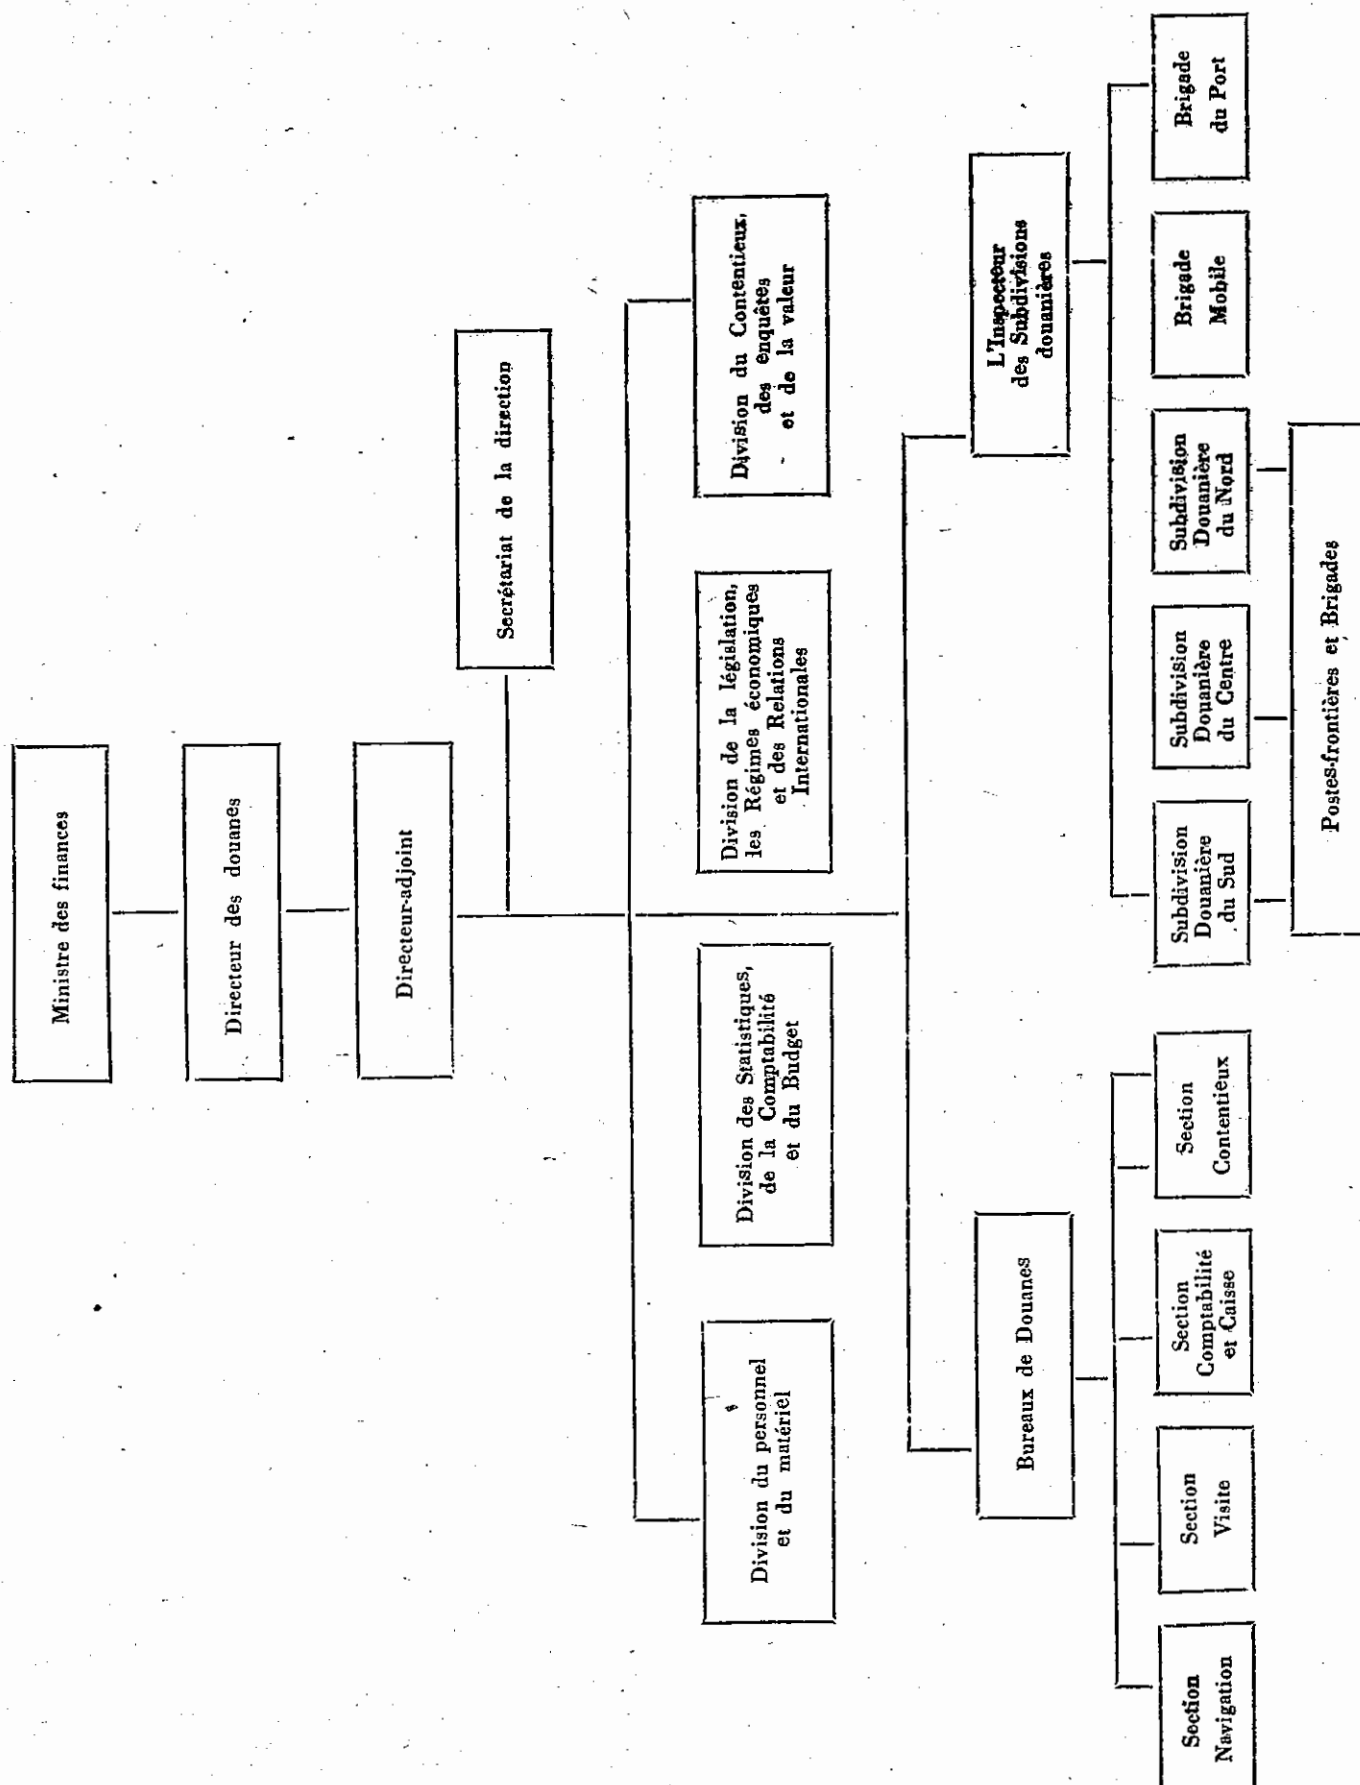 Ministre des finances
Directeur des douanes
Directeur-adjoint
Secrétariat de la direction
Division du personnel
et du matériel
Division des Statistiques,
de la Comptabilité
et du Budget
Division de la législation,
les Régimes économiques
et des Relations
Internationales
Division du Contentieux,
des enquêtes
et de la valeur
Bureaux de Douanes
L'Inspecteur
des Subdivisions
douanières
Section
Navigation
Section
Visite
Section
Comptabilité
et Caisse
Section
Contentieux
Subdivision
Douanière
du Sud
Subdivision
Douanière
du Centre
Subdivision
Douanière
du Nord
Brigade
Mobile
Brigade
du Port
Postes-frontières et Brigades